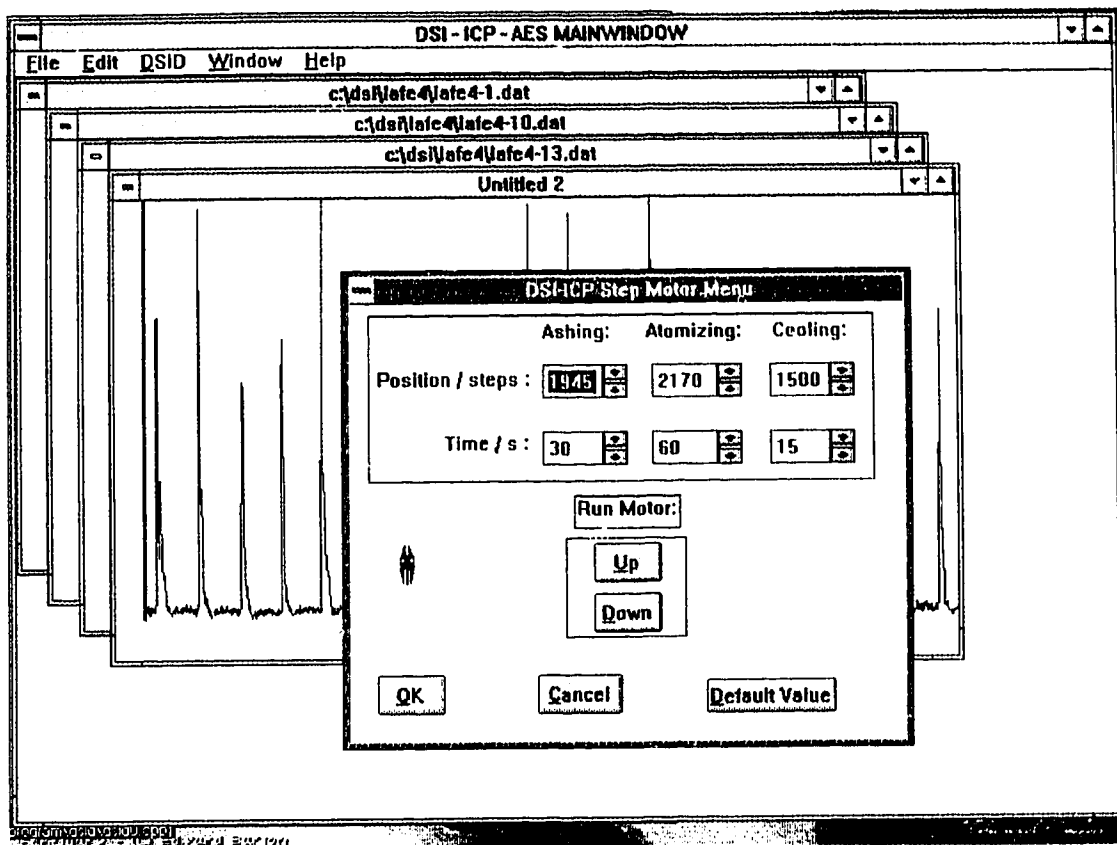 DSI - ICP - AES MAINWINDOW
File Edit DSID Window Help
c:\dsi\lafe4\lafe4-1.dat
c:\dsi\lafe4\lafe4-10.dat
c:\dsi\lafe4\lafe4-13.dat
Untitled 2
DSI-ICP Step Motor Menu
Ashing: Atomizing: Cooling:
Position / steps : 1945 2170 1500
Time / s : 30 60 15
Run Motor:
Up
Down
OK Cancel Default Value